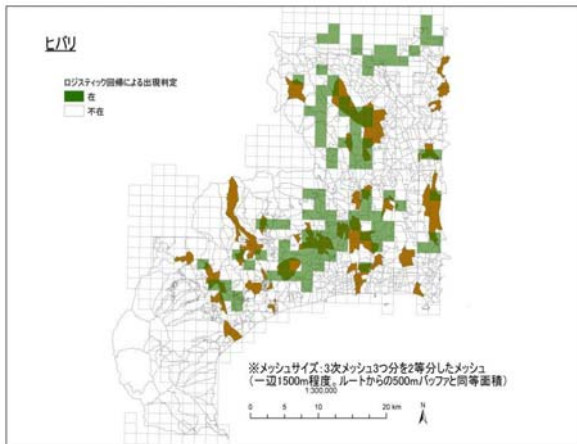 ヒバリ
ロジスティック回帰による出現判定
在
不在
※メッシュサイズ:3次メッシュ3つ分を2等分したメッシュ
(一辺1500m程度。ルートからの500mバッファと同等面積)
1:300,000
0 5 10 20 km
N